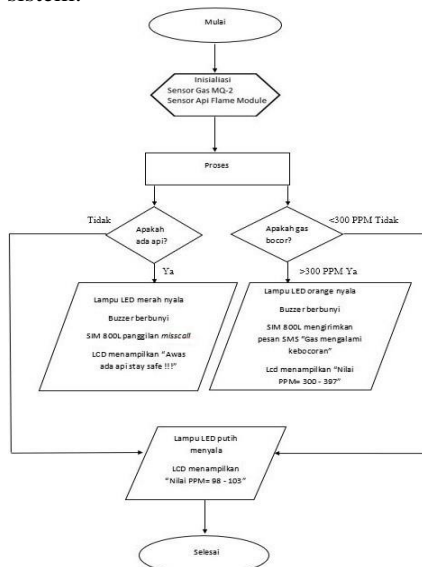 sistem.
Mulai
Inisialiasi
Sensor Gas MQ-2
Sensor Api Flame Module
Proses
Tidak
Apakah
ada api?
Ya
<300 PPM Tidak
Apakah gas
bocor?
>300 PPM Ya
Lampu LED merah nyala
Buzzer berbunyi
SIM 800L panggilan misscall
LCD menampilkan “Awas
ada api stay safe !!!”
Lampu LED orange nyala
Buzzer berbunyi
SIM 800L mengirimkan
pesan SMS “Gas mengalami
kebocoran”
Lcd menampilkan “Nilai
PPM= 300 - 397”
Lampu LED putih
menyala
LCD menampilkan
“Nilai PPM= 98 - 103”
Selesai